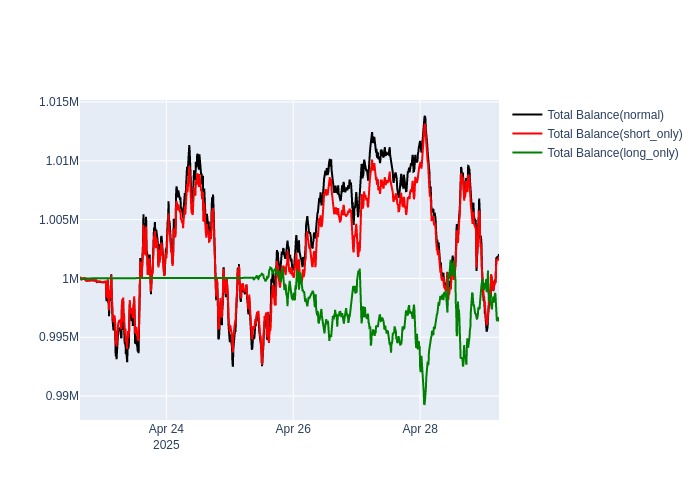 1.015M
1.01M
1.005M
1M
0.995M
0.99M
Apr 24
2025
Apr 26
Apr 28
Total Balance(normal)
Total Balance(short_only)
Total Balance(long_only)